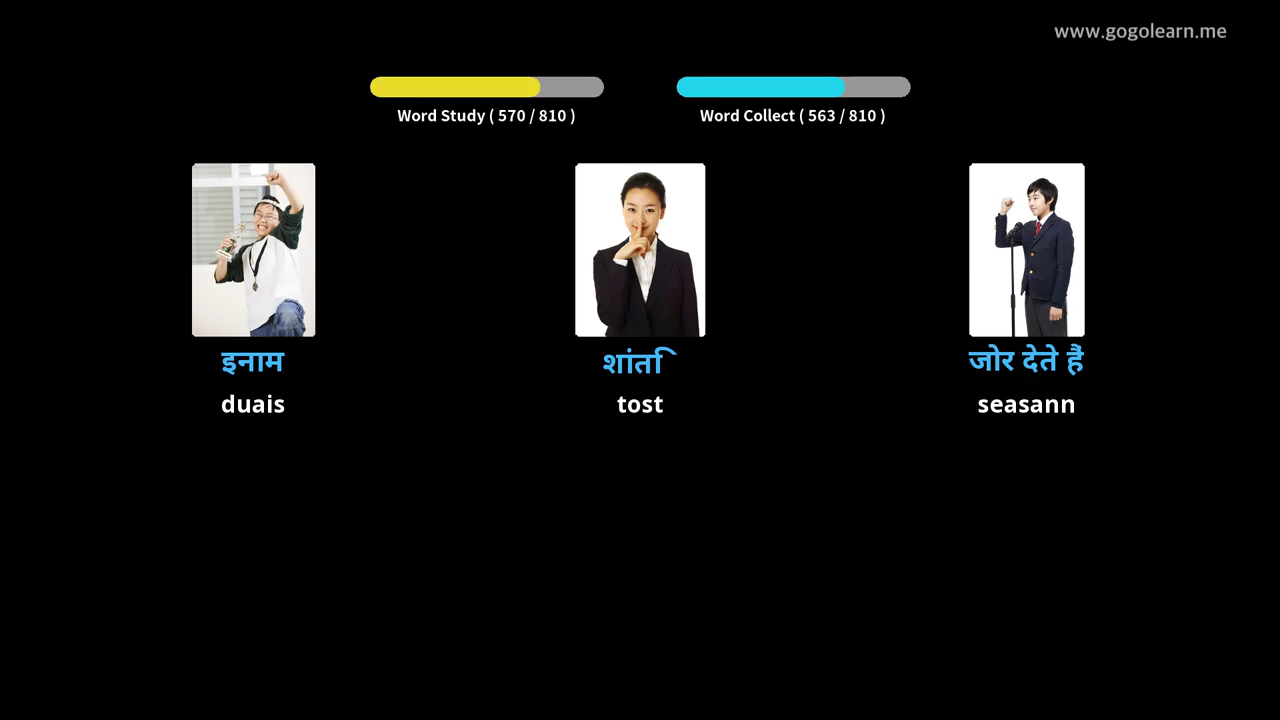 www.gogolearn.me
Word Study ( 570 / 810 )
Word Collect ( 563 / 810 )
इनाम
शांति
जोर देते हैं
duais
tost
seasann